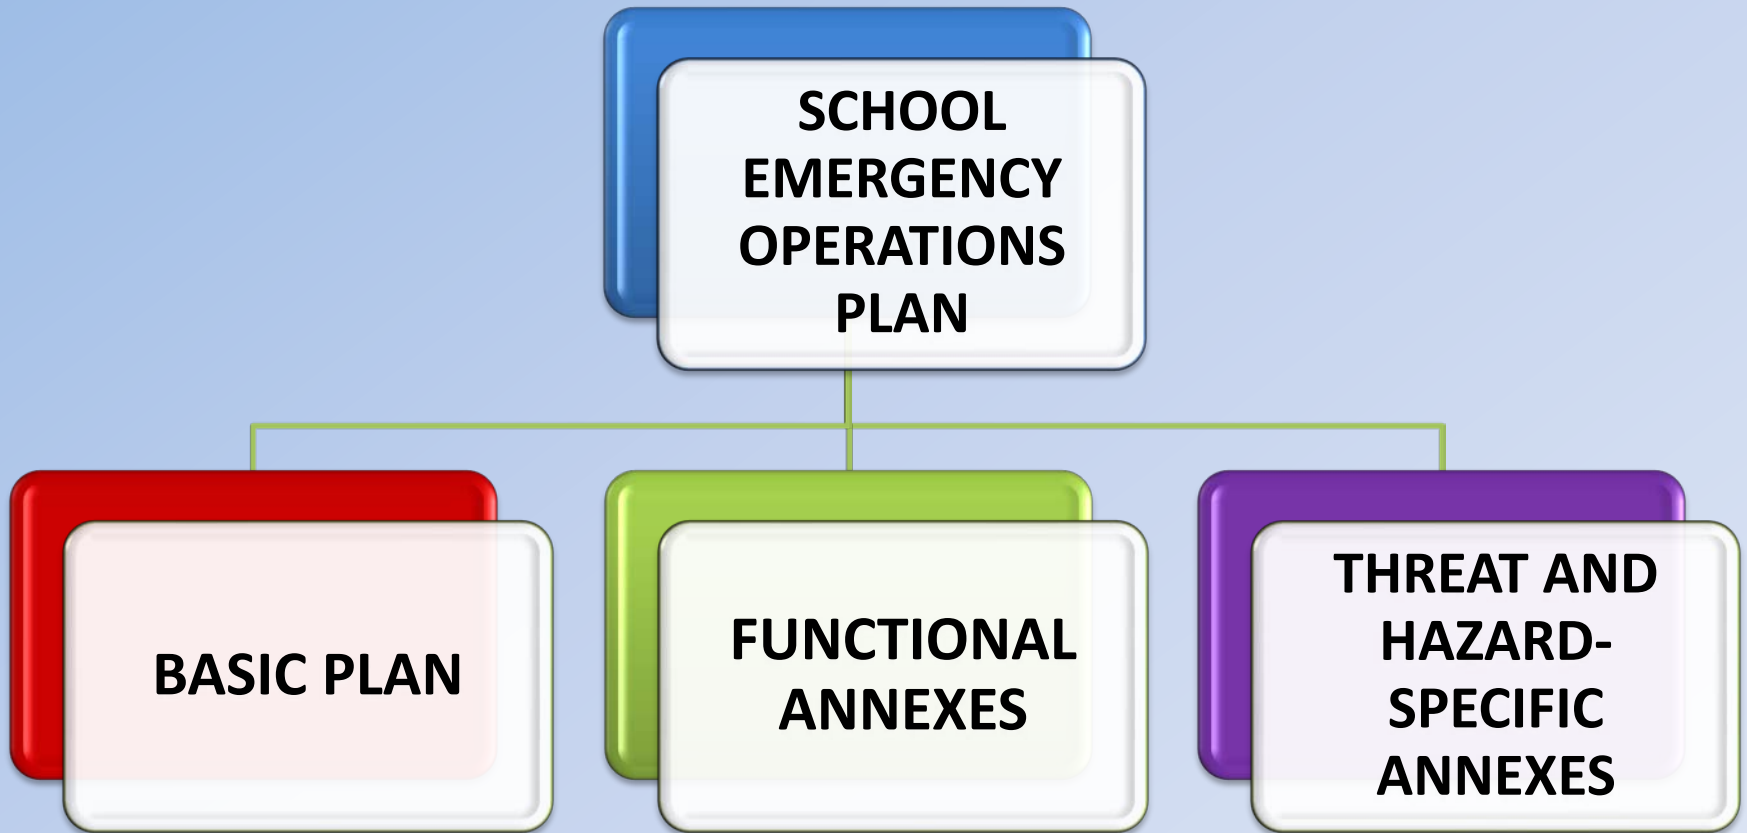 SCHOOL
EMERGENCY
OPERATIONS
PLAN
BASIC PLAN
FUNCTIONAL
ANNEXES
THREAT AND
HAZARD-
SPECIFIC
ANNEXES